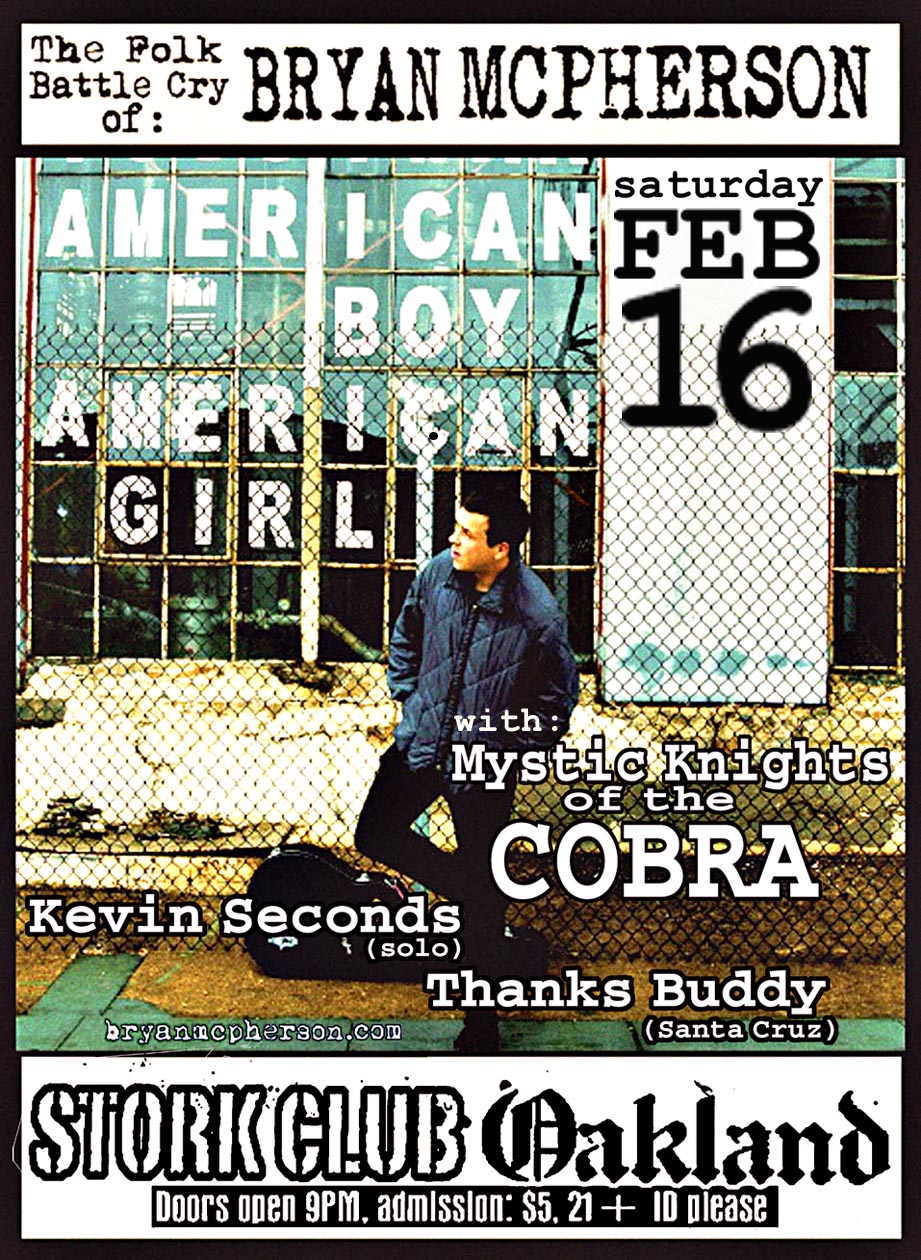 The Folk
Battle Cry
of:
BRYAN MCPHERSON
AMERICAN
BOY
AMERICAN
GIRL
saturday
FEB
16
with:
Mystic Knights
of the
COBRA
Kevin Seconds
(solo)
Thanks Buddy
(Santa Cruz)
bryanmcpherson.com
STORK CLUB Oakland
Doors open 9PM, admission: $5, 21+ ID please